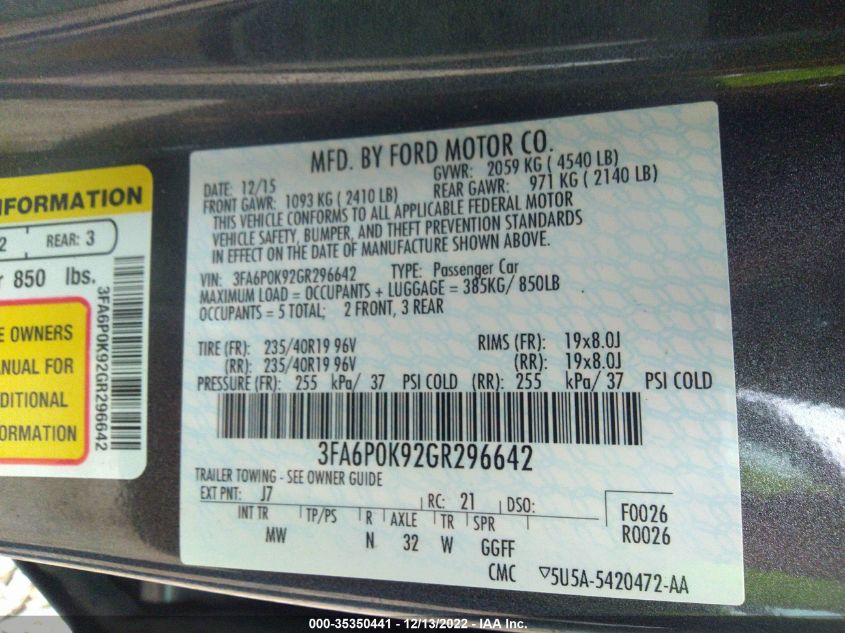 NFORMATION
2 REAR: 3
r 850 lbs.
E OWNERS
ANUAL FOR
DITIONAL
ORMATION
3FA6P0K92GR296642
MFD. BY FORD MOTOR CO.
DATE: 12/15 GVWR: 2059 KG ( 4540 LB)
FRONT GAWR: 1093 KG ( 2410 LB) REAR GAWR: 971 KG ( 2140 LB)
THIS VEHICLE CONFORMS TO ALL APPLICABLE FEDERAL MOTOR
VEHICLE SAFETY, BUMPER, AND THEFT PREVENTION STANDARDS
IN EFFECT ON THE DATE OF MANUFACTURE SHOWN ABOVE.
VIN: 3FA6P0K92GR296642 TYPE: Passenger Car
MAXIMUM LOAD = OCCUPANTS + LUGGAGE = 385KG/ 850LB
OCCUPANTS = 5 TOTAL; 2 FRONT, 3 REAR
TIRE (FR): 235/40R19 96V RIMS (FR): 19x8.0J
(RR): 235/40R19 96V (RR): 19x8.0J
PRESSURE (FR): 255 kPa/ 37 PSI COLD (RR): 255 kPa/ 37 PSI COLD
3FA6P0K92GR296642
TRAILER TOWING - SEE OWNER GUIDE
EXT PNT: J7 RC: 21 DSO: F0026
INT TR TP/PS R AXLE TR SPR R0026
MW N 32 W GGFF
CMC ▽5U5A-5420472-AA
000-35350441 - 12/13/2022 - IAA Inc.